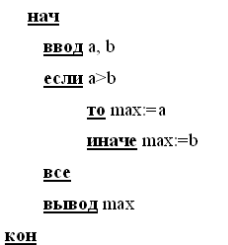 нач
ввод a, b
если a>b
то max:=a
иначе max:=b
все
вывод max
кон